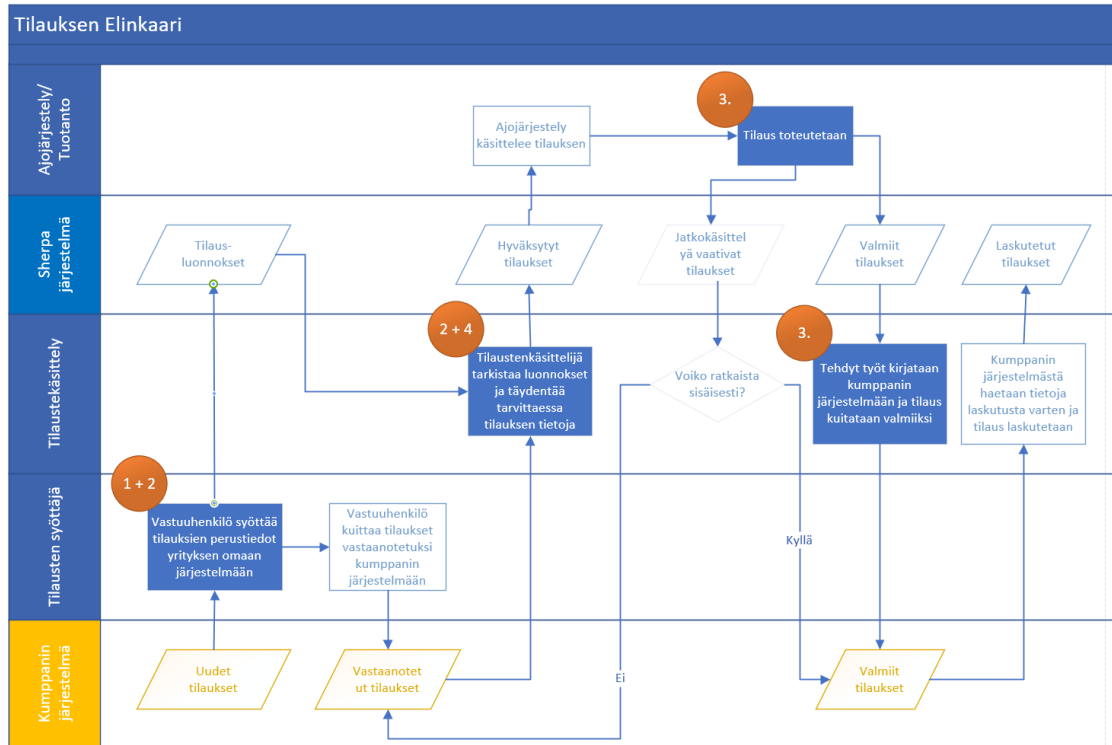 Tilauksen Elinkaari
Ajojärjestely/
Tuotanto
3.
Ajojärjestely
käsittelee tilauksen
Tilaus toteutetaan
Sherpa
järjestelmä
Tilaus-
luonnokset
Hyväksytyt
tilaukset
Jatkokäsittel
yä vaativat
tilaukset
Valmiit
tilaukset
Laskutetut
tilaukset
Tilaustekäsittely
2 + 4
Tilaustenkäsittelijä
tarkistaa luonnokset
ja täydentää
tarvittaessa
tilauksen tietoja
Voiko ratkaista
sisäisesti?
3.
Tehdyt työt kirjataan
kumppanin
järjestelmään ja tilaus
kuitataan valmiiksi
Kumppanin
järjestelmästä
haetaan tietoja
laskutusta varten ja
tilaus laskutetaan
Tilausten syöttäjä
1 + 2
Vastuuhenkilö syöttää
tilauksien perustiedot
yrityksen omaan
järjestelmään
Vastuuhenkilö
kuittaa tilaukset
vastaanotetuksi
kumppanin
järjestelmään
Kyllä
Kumppanin
järjestelmä
Uudet
tilaukset
Vastaanotet
ut tilaukset
Ei
Valmiit
tilaukset